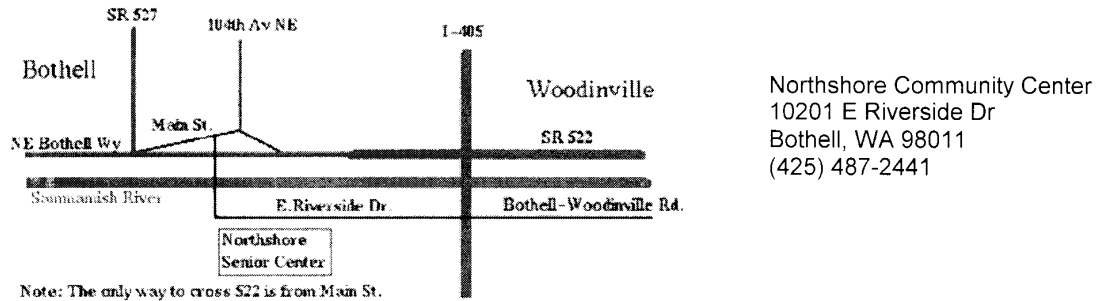 SR 527
104th Av NE
I-405
Bothell
Woodinville
Main St.
NE Bothell Wy
SR 522
Sammamish River
E.Riverside Dr.
Bothell-Woodinville Rd.
Northshore
Senior Center
Note: The only way to cross 522 is from Main St.
Northshore Community Center
10201 E Riverside Dr
Bothell, WA 98011
(425) 487-2441